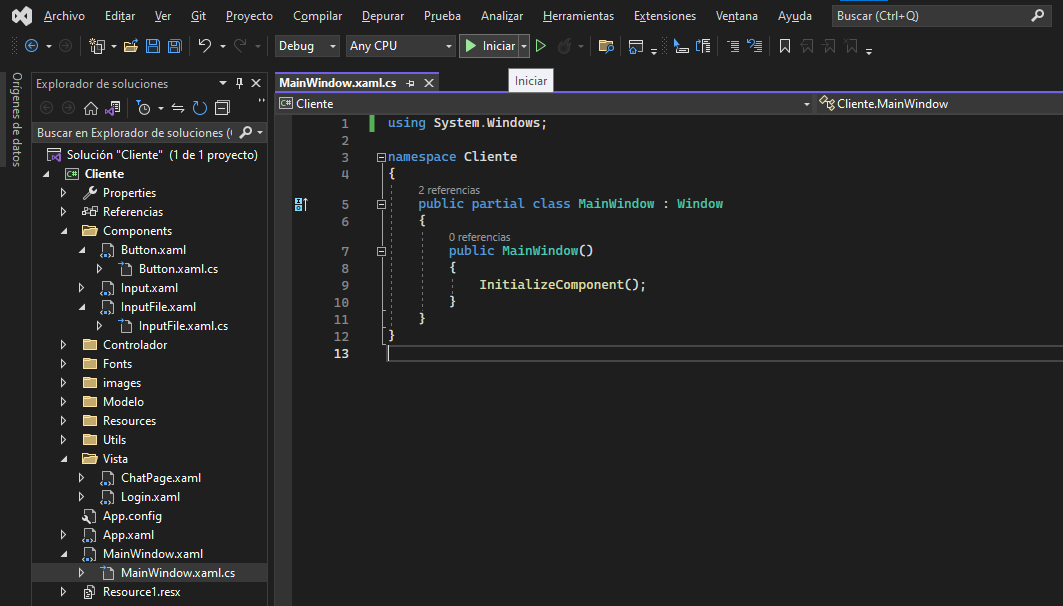 Archivo Editar Ver Git Proyecto Compilar Depurar Prueba Analizar Herramientas Extensiones Ventana Ayuda Buscar (Ctrl+Q)
Debug Any CPU Iniciar
Iniciar
Orígenes de datos
Explorador de soluciones
Buscar en Explorador de soluciones (
Solución "Cliente" (1 de 1 proyecto)
Cliente
Properties
Referencias
Components
Button.xaml
Button.xaml.cs
Input.xaml
InputFile.xaml
InputFile.xaml.cs
Controlador
Fonts
images
Modelo
Resources
Utils
Vista
ChatPage.xaml
Login.xaml
App.config
App.xaml
MainWindow.xaml
MainWindow.xaml.cs
Resource1.resx
MainWindow.xaml.cs
C# Cliente Cliente.MainWindow
1 using System.Windows;
2
3 namespace Cliente
4 {
2 referencias
5 public partial class MainWindow : Window
6 {
0 referencias
7 public MainWindow()
8 {
9 InitializeComponent();
10 }
11 }
12 }
13